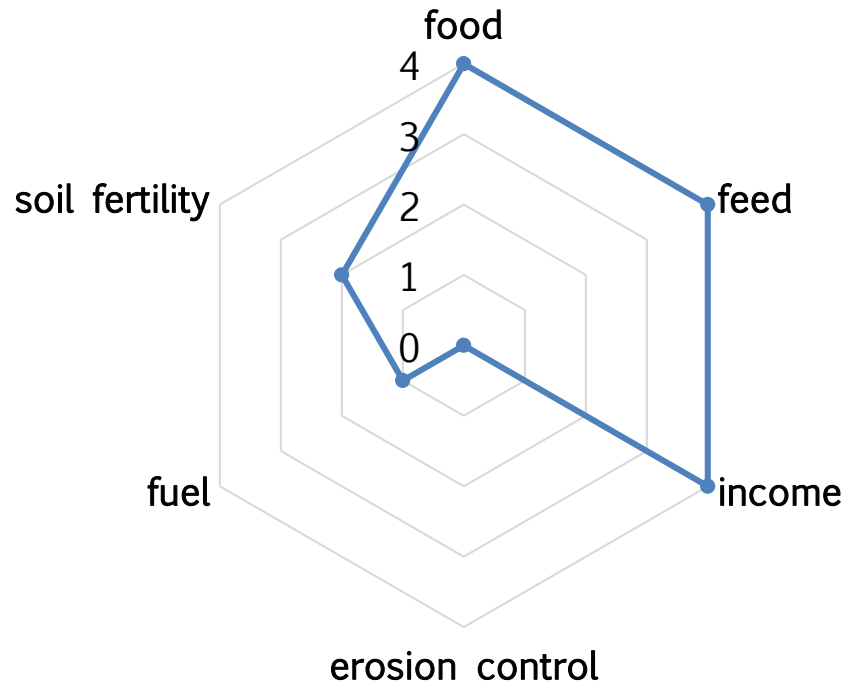 food
4
3
soil fertility
2
feed
1
0
fuel
income
erosion control